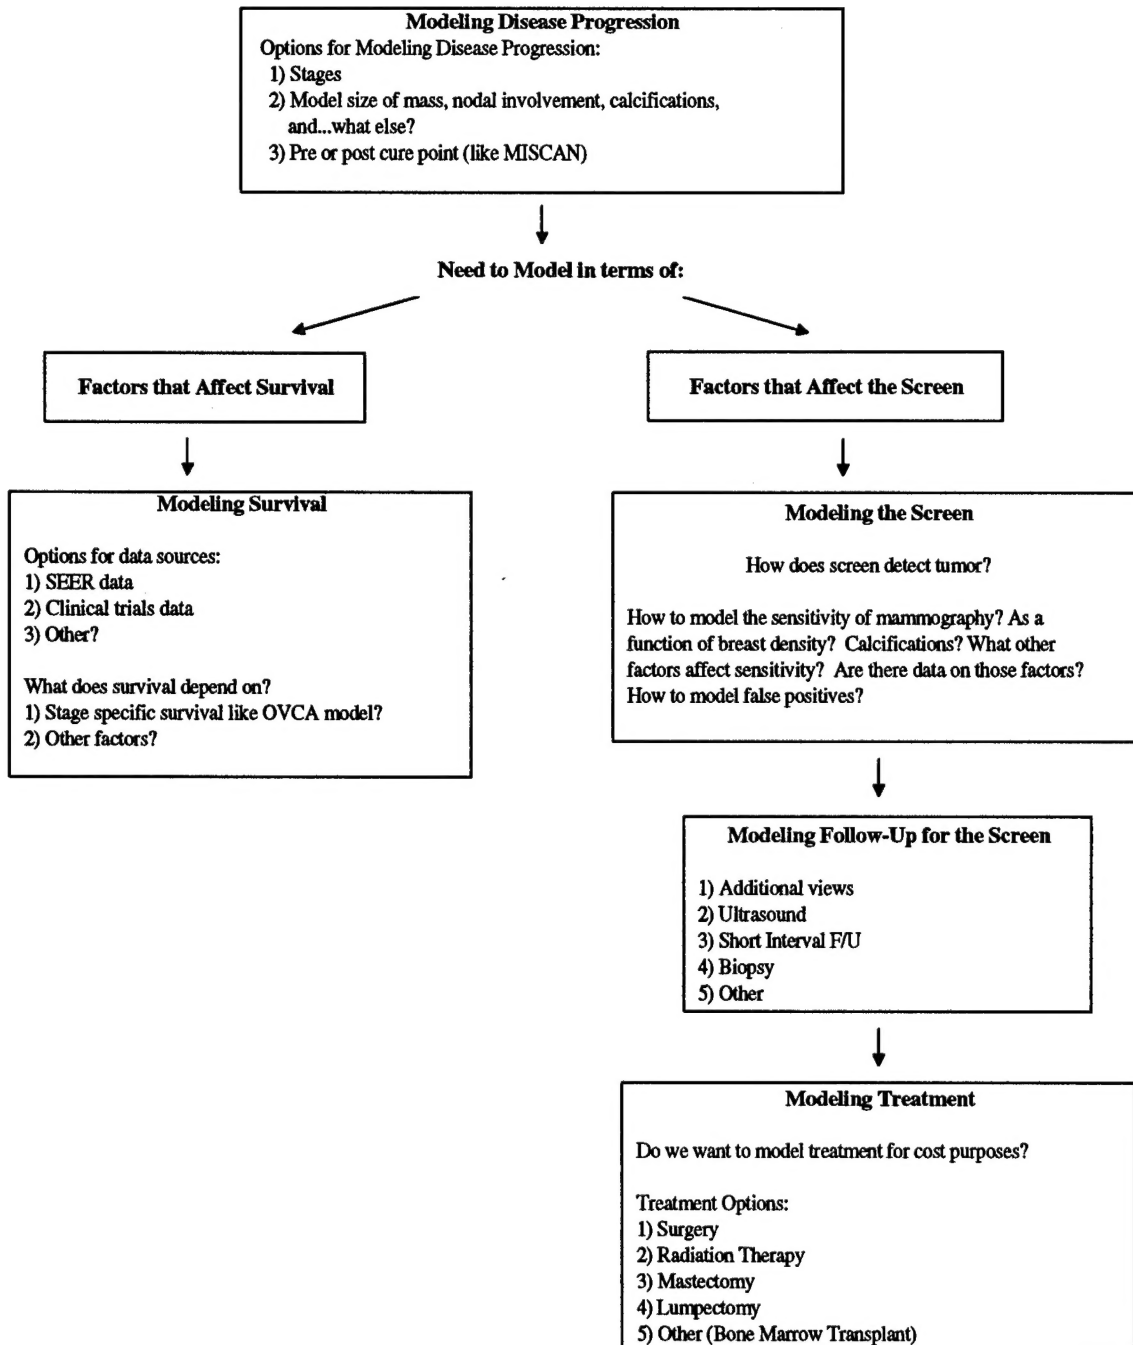 Modeling Disease Progression
Options for Modeling Disease Progression:
1) Stages
2) Model size of mass, nodal involvement, calcifications,
and...what else?
3) Pre or post cure point (like MISCAN)
Need to Model in terms of:
Factors that Affect Survival
Modeling Survival
Options for data sources:
1) SEER data
2) Clinical trials data
3) Other?
What does survival depend on?
1) Stage specific survival like OVCA model?
2) Other factors?
Factors that Affect the Screen
Modeling the Screen
How does screen detect tumor?
How to model the sensitivity of mammography? As a
function of breast density? Calcifications? What other
factors affect sensitivity? Are there data on those factors?
How to model false positives?
Modeling Follow-Up for the Screen
1) Additional views
2) Ultrasound
3) Short Interval F/U
4) Biopsy
5) Other
Modeling Treatment
Do we want to model treatment for cost purposes?
Treatment Options:
1) Surgery
2) Radiation Therapy
3) Mastectomy
4) Lumpectomy
5) Other (Bone Marrow Transplant)